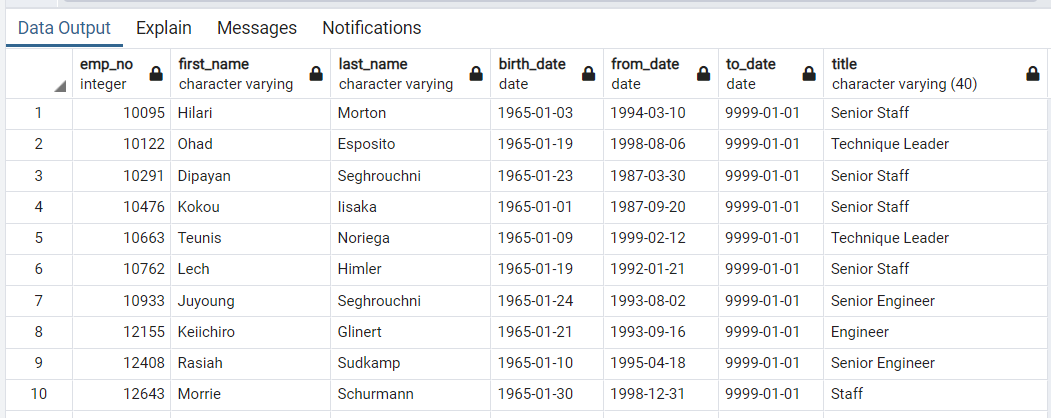 Data Output Explain Messages Notifications
emp_no first_name last_name birth_date from_date to_date title
integer character varying character varying date date date character varying (40)
1 10095 Hilari Morton 1965-01-03 1994-03-10 9999-01-01 Senior Staff
2 10122 Ohad Esposito 1965-01-19 1998-08-06 9999-01-01 Technique Leader
3 10291 Dipayan Seghrouchni 1965-01-23 1987-03-30 9999-01-01 Senior Staff
4 10476 Kokou Iisaka 1965-01-01 1987-09-20 9999-01-01 Senior Staff
5 10663 Teunis Noriega 1965-01-09 1999-02-12 9999-01-01 Technique Leader
6 10762 Lech Himler 1965-01-19 1992-01-21 9999-01-01 Senior Staff
7 10933 Juyoung Seghrouchni 1965-01-24 1993-08-02 9999-01-01 Senior Engineer
8 12155 Keiichiro Glinert 1965-01-21 1993-09-16 9999-01-01 Engineer
9 12408 Rasiah Sudkamp 1965-01-10 1995-04-18 9999-01-01 Senior Engineer
10 12643 Morrie Schurmann 1965-01-30 1998-12-31 9999-01-01 Staff